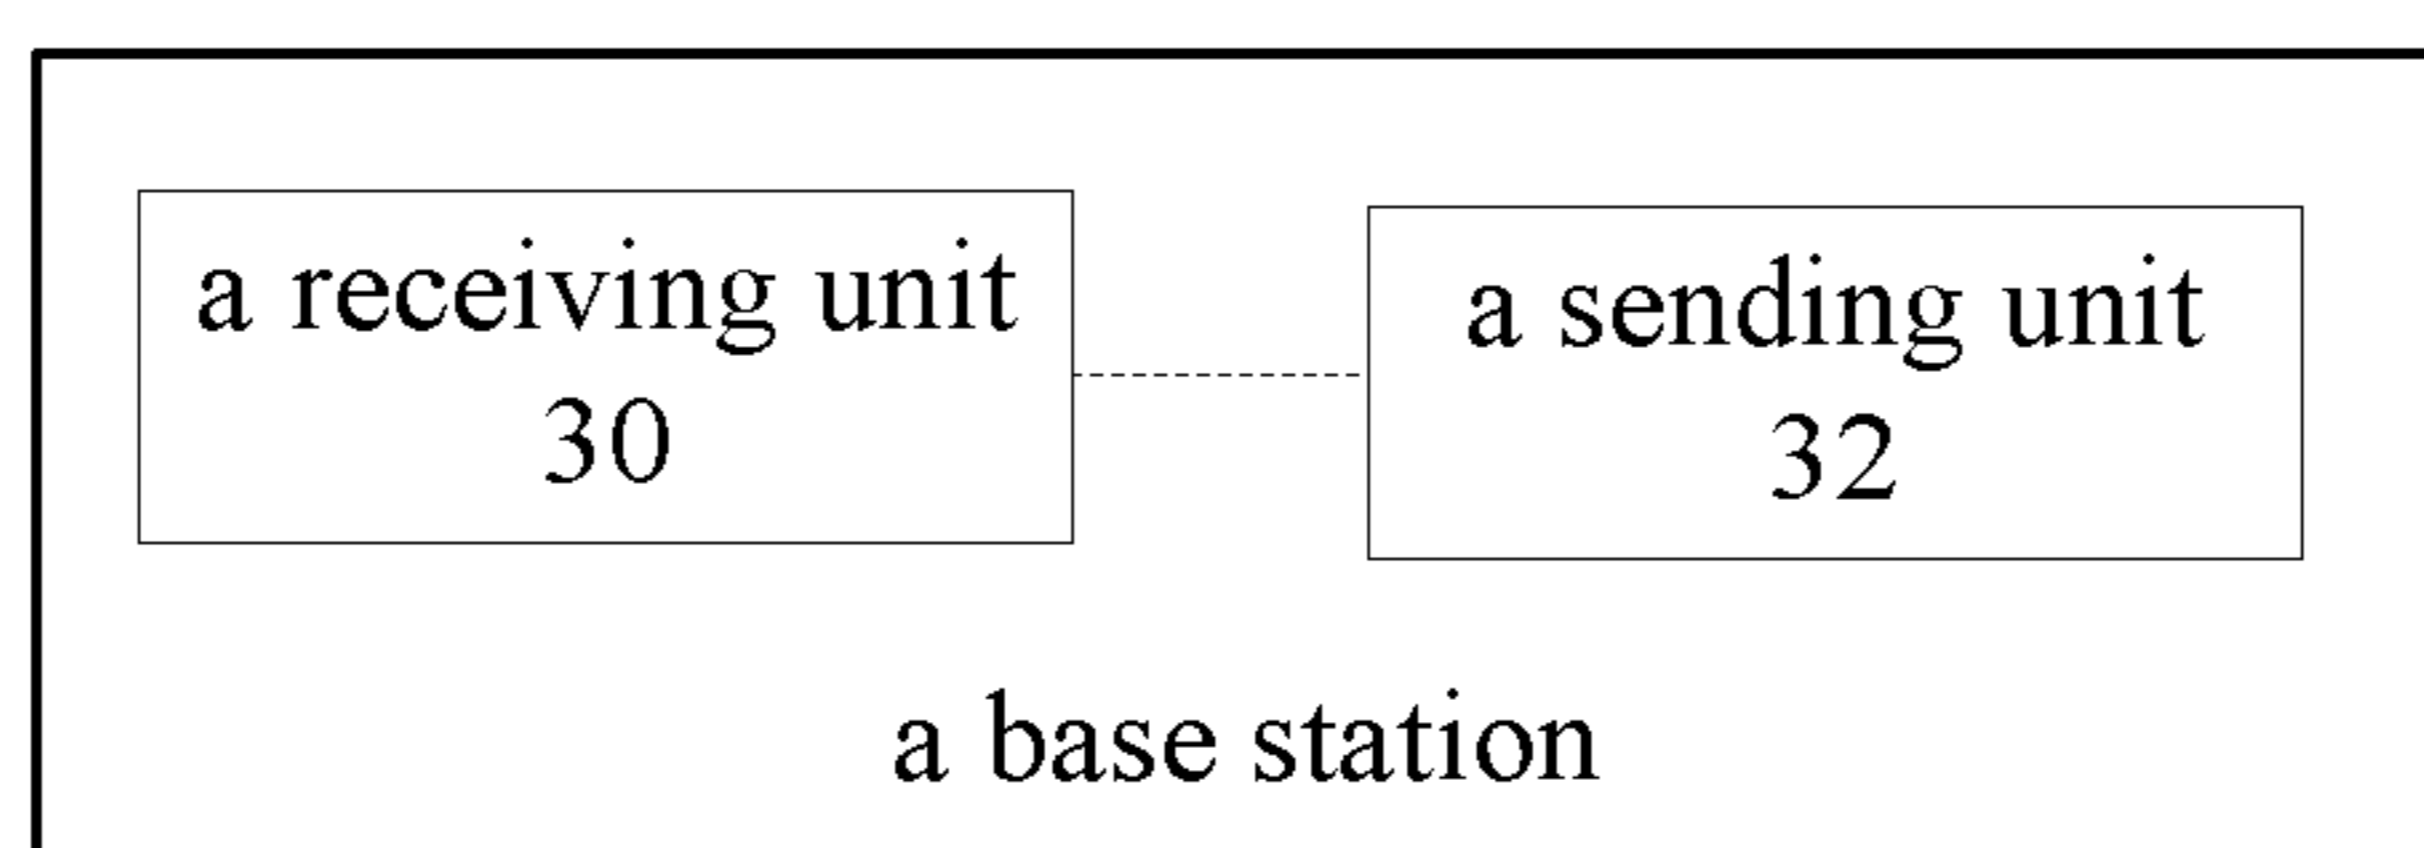 a receiving unit
30
a sending unit
32
a base station